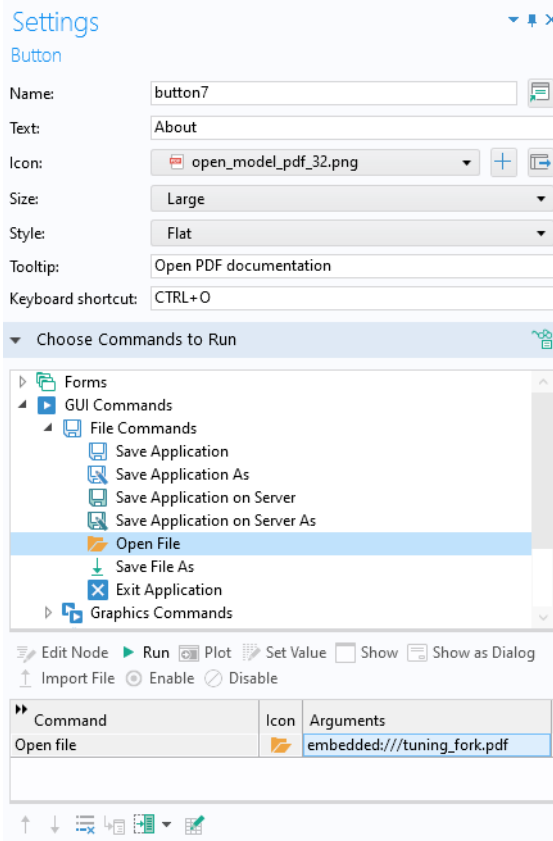 Settings
Button
Name: button7
Text: About
Icon: open_model_pdf_32.png
Size: Large
Style: Flat
Tooltip: Open PDF documentation
Keyboard shortcut: CTRL+O
Choose Commands to Run
Forms
GUI Commands
File Commands
Save Application
Save Application As
Save Application on Server
Save Application on Server As
Open File
Save File As
Exit Application
Graphics Commands
Edit Node Run Plot Set Value Show Show as Dialog
Import File Enable Disable
Command Icon Arguments
Open file embedded:///tuning_fork.pdf